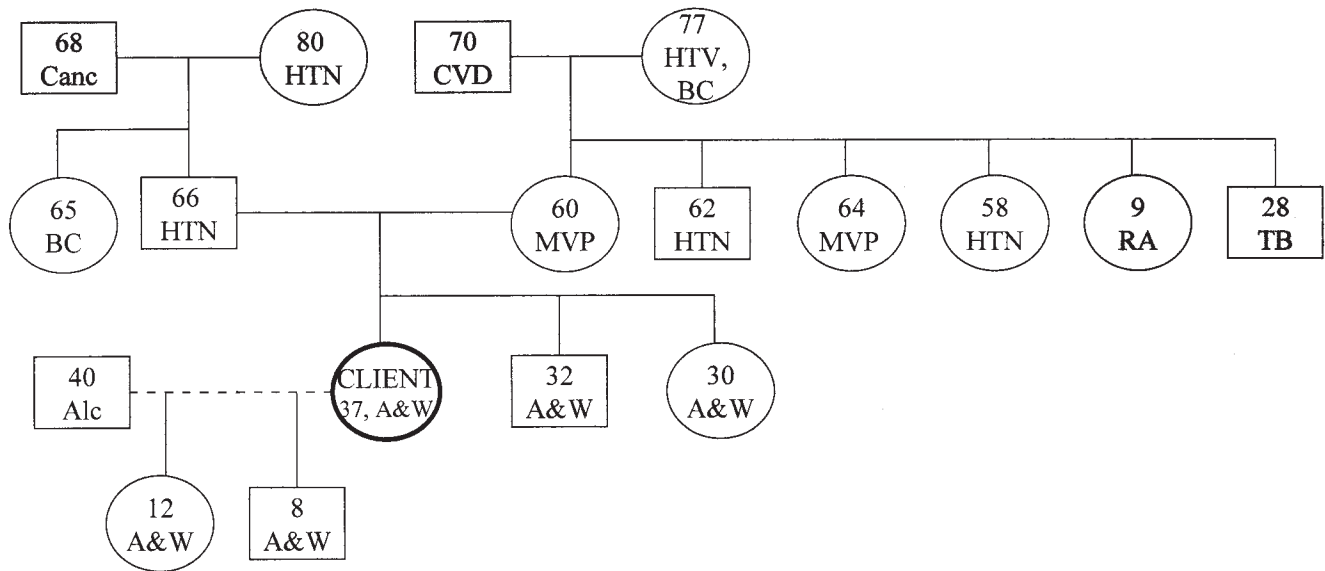 68
Canc
80
HTN
70
CVD
77
HTV,
BC
65
BC
66
HTN
60
MVP
62
HTN
64
MVP
58
HTN
9
RA
28
TB
40
Alc
CLIENT
37, A&W
32
A&W
30
A&W
12
A&W
8
A&W